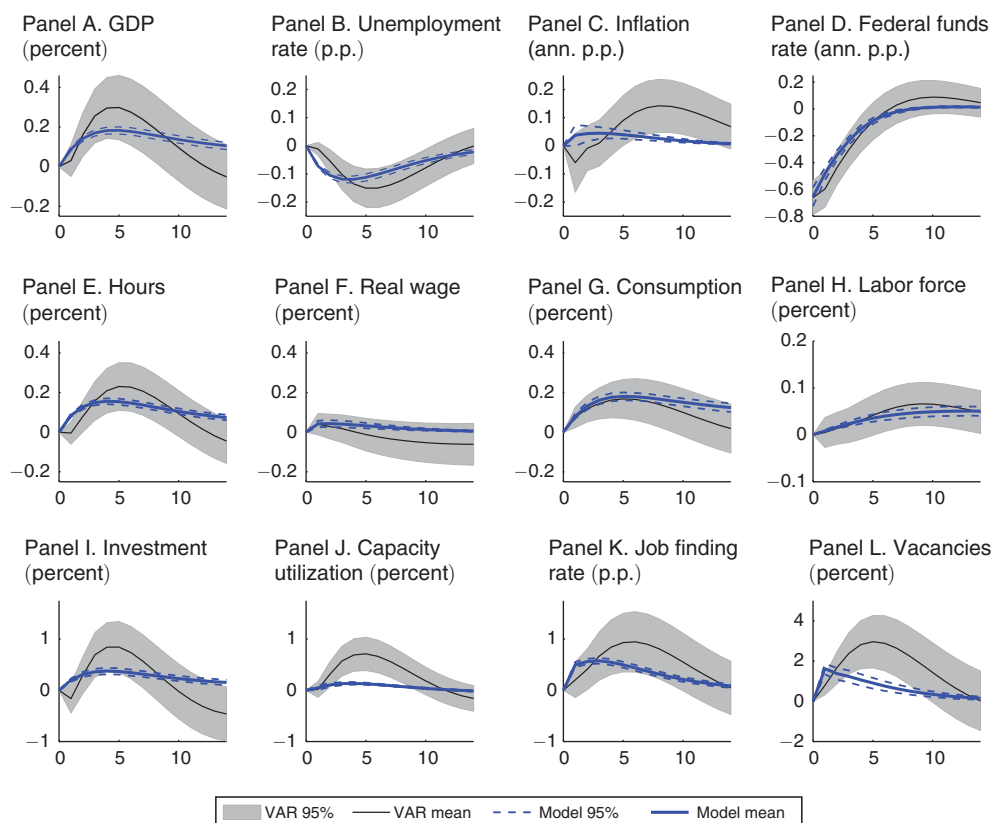 Panel A. GDP
(percent)
Panel B. Unemployment
rate (p.p.)
Panel C. Inflation
(ann. p.p.)
Panel D. Federal funds
rate (ann. p.p.)
0.4
0.2
0
−0.2
0 5 10
0.2
0.1
0
−0.1
−0.2
0 5 10
0.2
0.1
0
−0.1
−0.2
0 5 10
0.2
0
−0.2
−0.4
−0.6
−0.8
0 5 10
Panel E. Hours
(percent)
Panel F. Real wage
(percent)
Panel G. Consumption
(percent)
Panel H. Labor force
(percent)
0.4
0.2
0
−0.2
0 5 10
0.4
0.2
0
−0.2
0 5 10
0.4
0.2
0
−0.2
0 5 10
0.2
0.1
0
−0.1
0 5 10
Panel I. Investment
(percent)
Panel J. Capacity
utilization (percent)
Panel K. Job finding
rate (p.p.)
Panel L. Vacancies
(percent)
1
0
−1
0 5 10
1
0
−1
0 5 10
1
0
−1
0 5 10
4
2
0
−2
0 5 10
VAR 95% VAR mean Model 95% Model mean